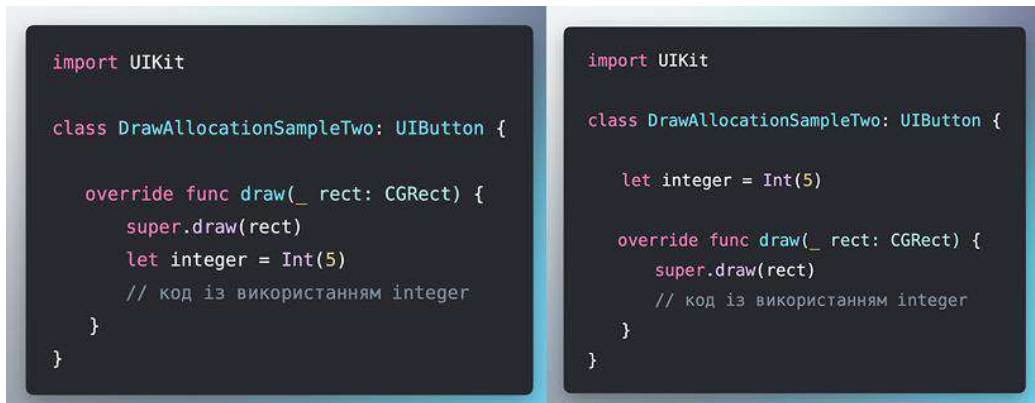 import UIKit
class DrawAllocationSampleTwo: UIButton {
override func draw(_ rect: CGRect) {
super.draw(rect)
let integer = Int(5)
// код із використанням integer
}
}
import UIKit
class DrawAllocationSampleTwo: UIButton {
let integer = Int(5)
override func draw(_ rect: CGRect) {
super.draw(rect)
// код із використанням integer
}
}